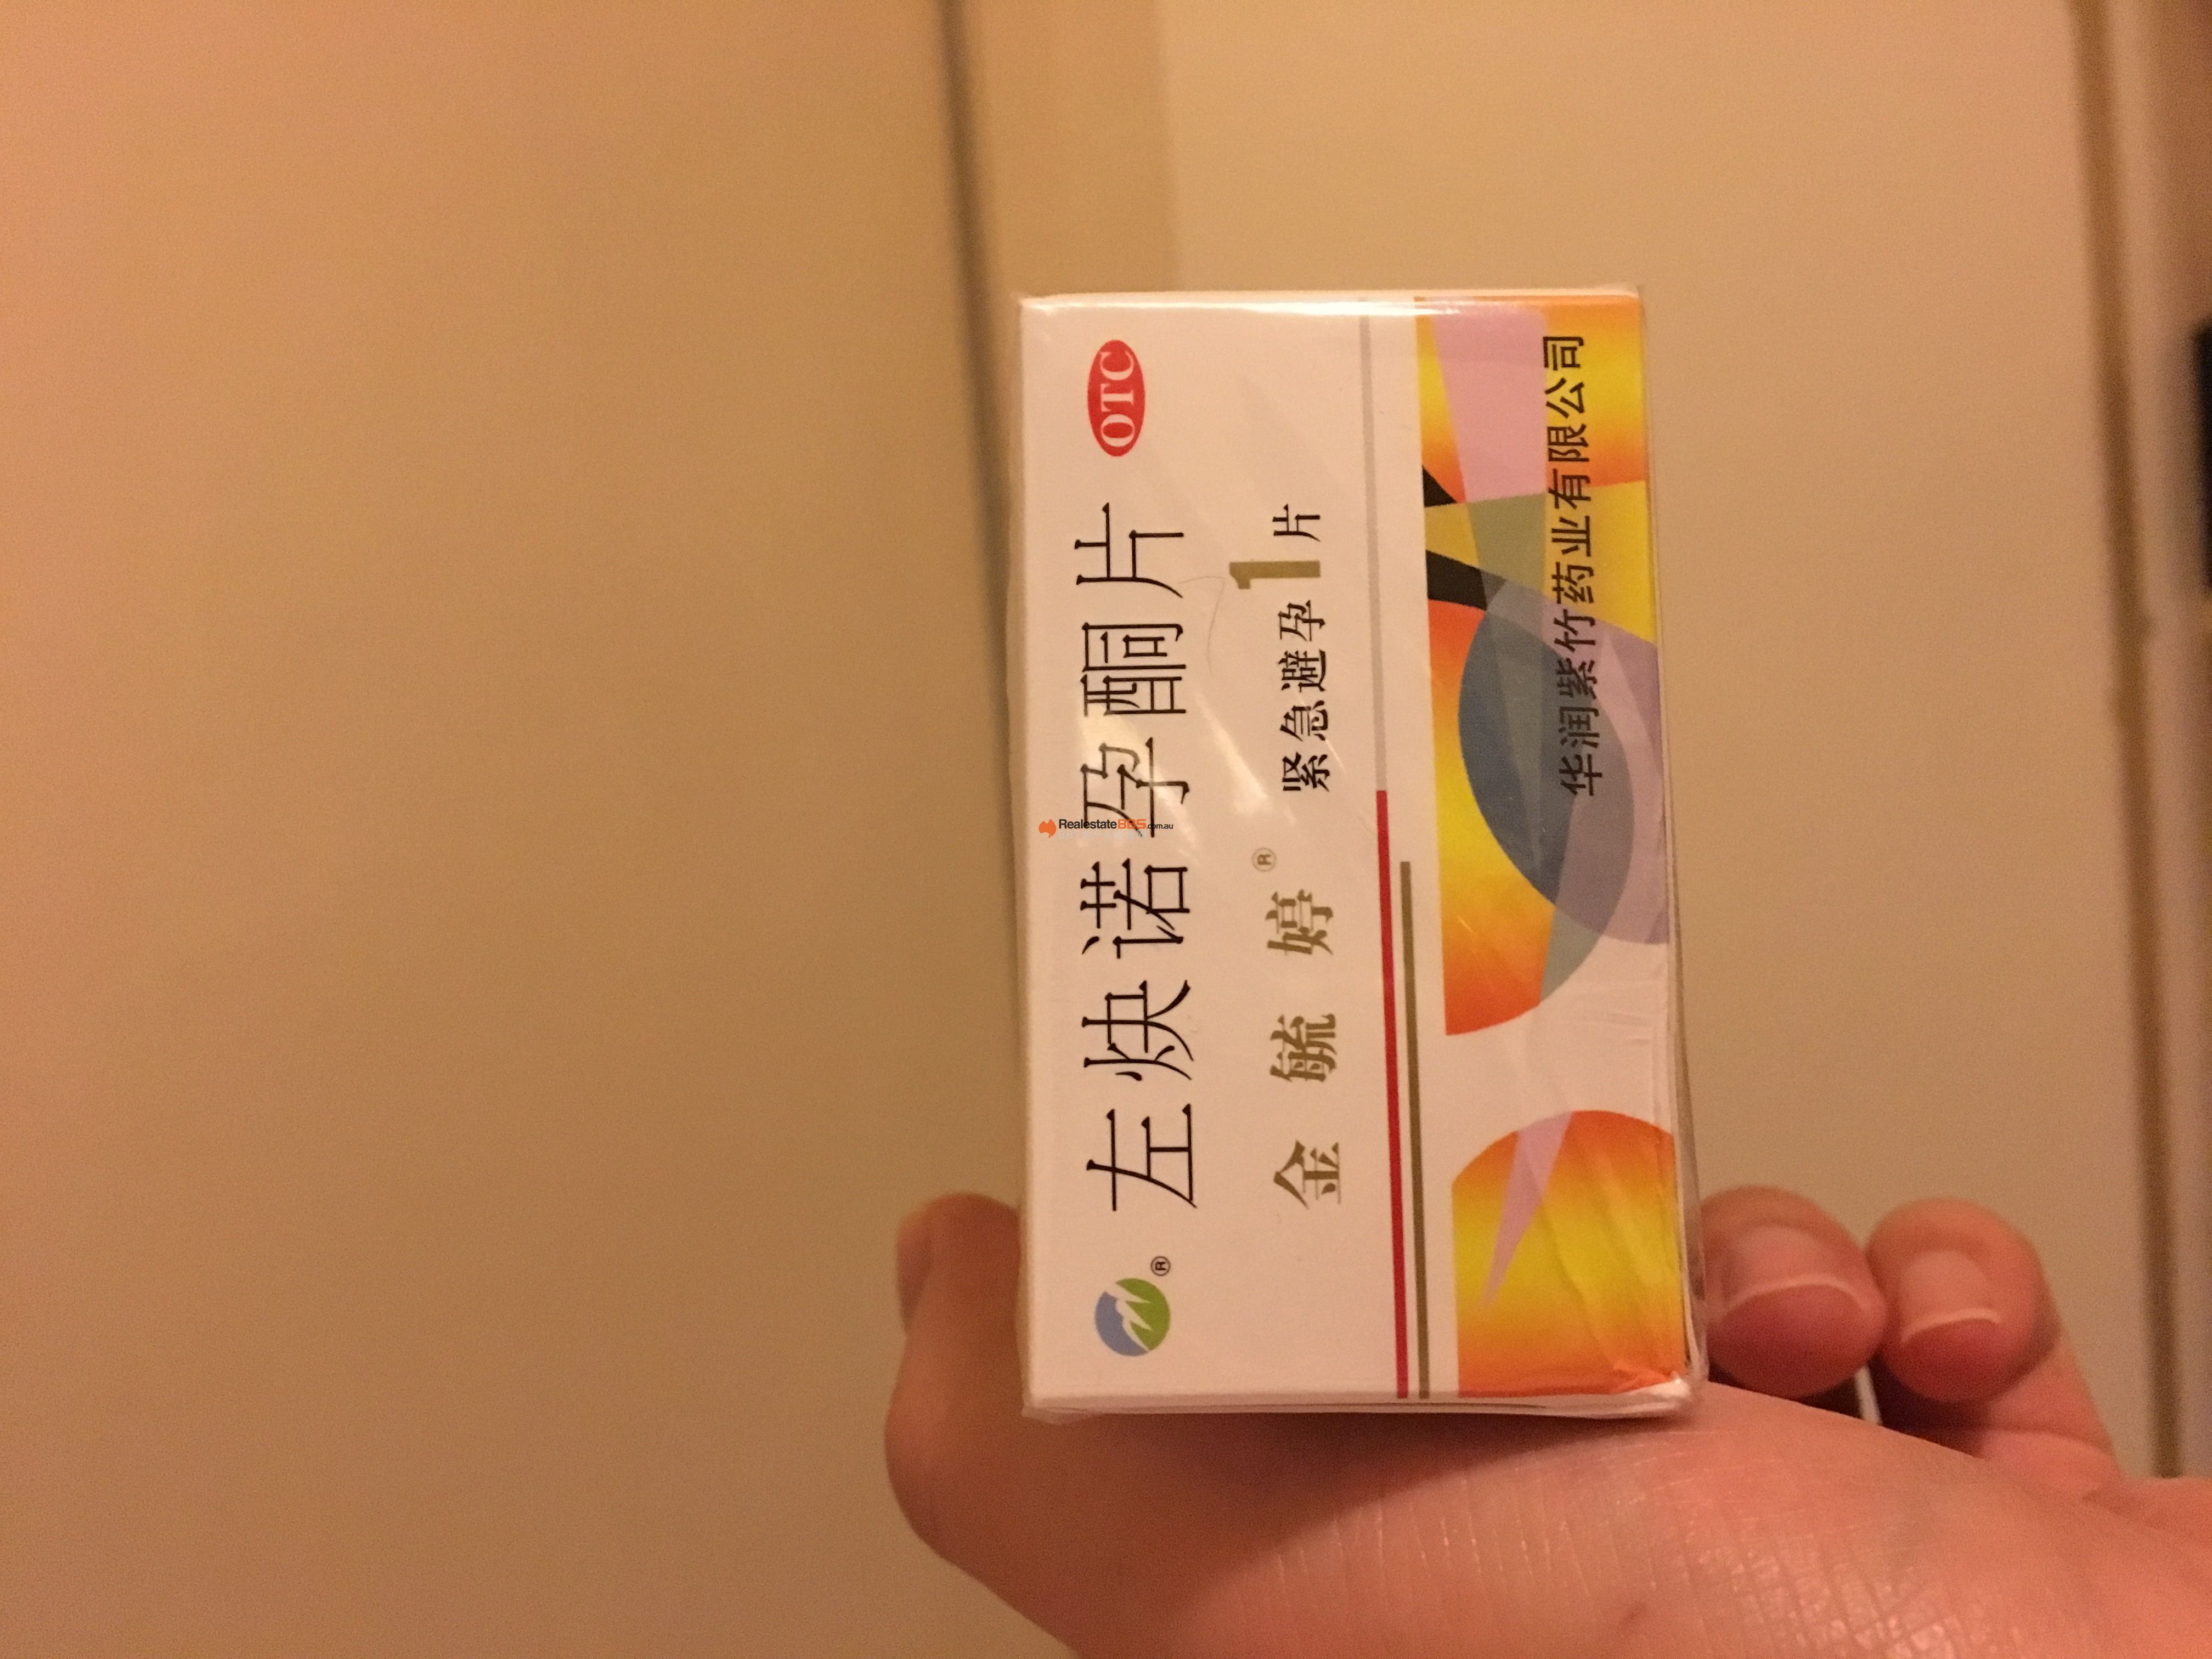 左炔诺孕酮片
OTC
金毓婷®
紧急避孕1片
®
华润紫竹药业有限公司
RealestateBBS.com.au